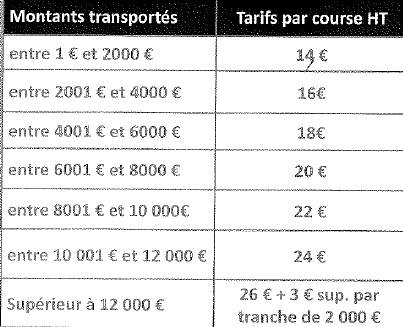 Montants transportés Tarifs par course HT
entre 1 € et 2000 € 14 €
entre 2001 € et 4000 € 16€
entre 4001 € et 6000 € 18€
entre 6001 € et 8000 € 20 €
entre 8001 € et 10 000€ 22 €
entre 10 001 € et 12 000 € 24 €
Supérieur à 12 000 € 26 € + 3 € sup. par
tranche de 2 000 €